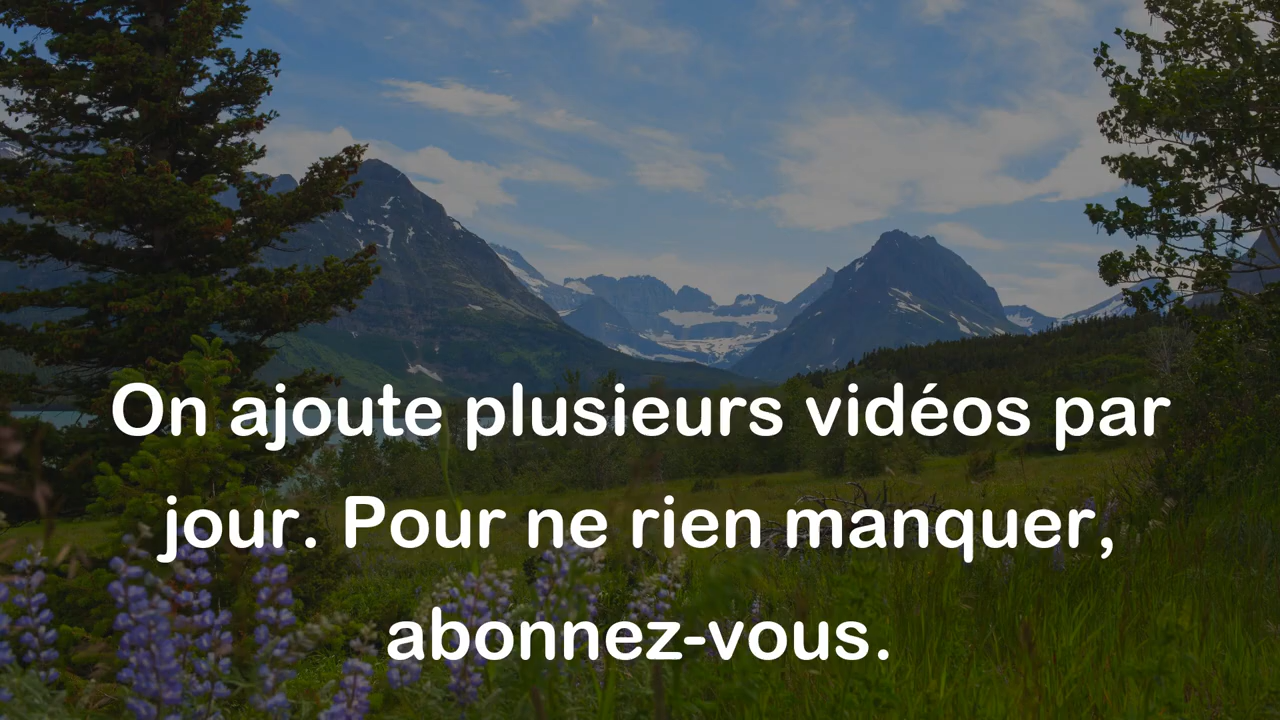 On ajoute plusieurs vidéos par
jour. Pour ne rien manquer,
abonnez-vous.